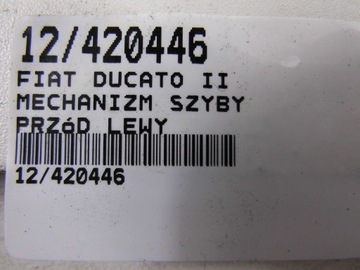 12/420446
FIAT DUCATO II
MECHANIZM SZYBY
PRZóD LEWY
12/420446